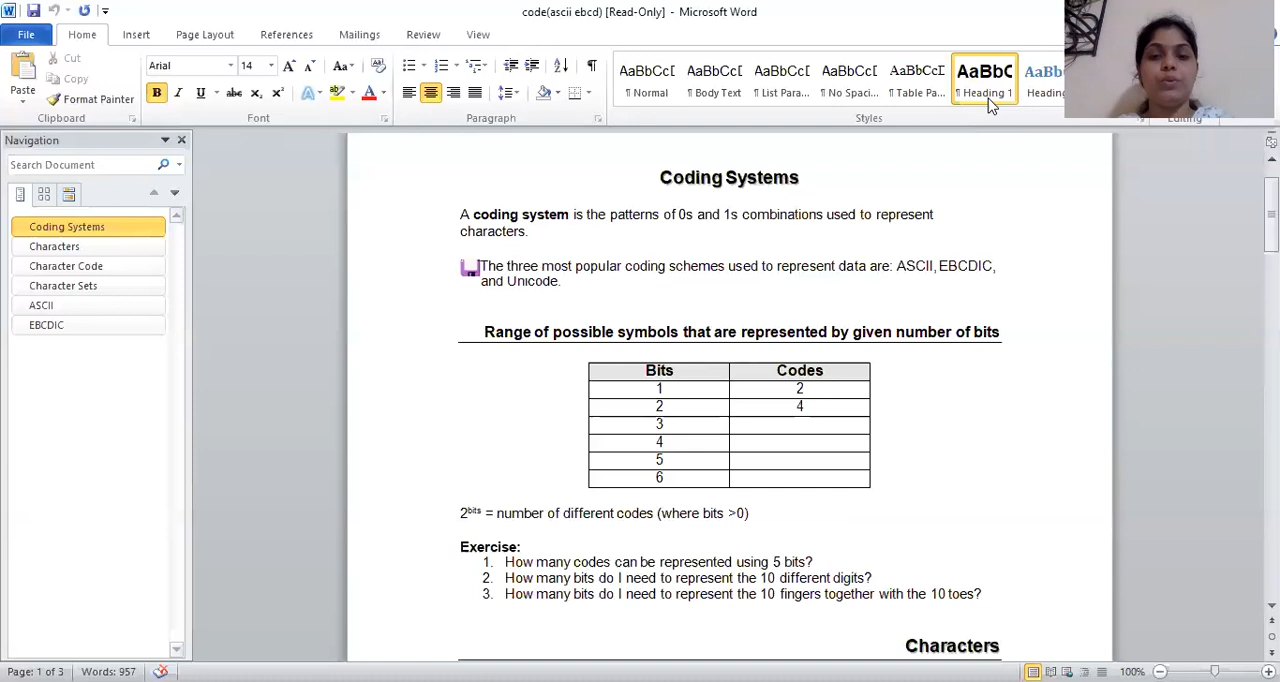 code(ascii ebcd) [Read-Only] - Microsoft Word
File Home Insert Page Layout References Mailings Review View
Cut
Copy
Paste
Format Painter
Clipboard
Arial 14
Font
Paragraph
AaBbCcD AaBbCcD AaBbCcD AaBbCcD AaBbCcD AaBbC AaBb
¶ Normal ¶ Body Text ¶ List Para... ¶ No Spaci... ¶ Table Pa... ¶ Heading 1 Heading
Styles
Editing
Navigation
Search Document
Coding Systems
Characters
Character Code
Character Sets
ASCII
EBCDIC
Coding Systems
A coding system is the patterns of 0s and 1s combinations used to represent
characters.
The three most popular coding schemes used to represent data are: ASCII, EBCDIC,
and Unicode.
Range of possible symbols that are represented by given number of bits
Bits Codes
1 2
2 4
3
4
5
6
2bits = number of different codes (where bits >0)
Exercise:
1. How many codes can be represented using 5 bits?
2. How many bits do I need to represent the 10 different digits?
3. How many bits do I need to represent the 10 fingers together with the 10 toes?
Characters
Page: 1 of 3 Words: 957 100%